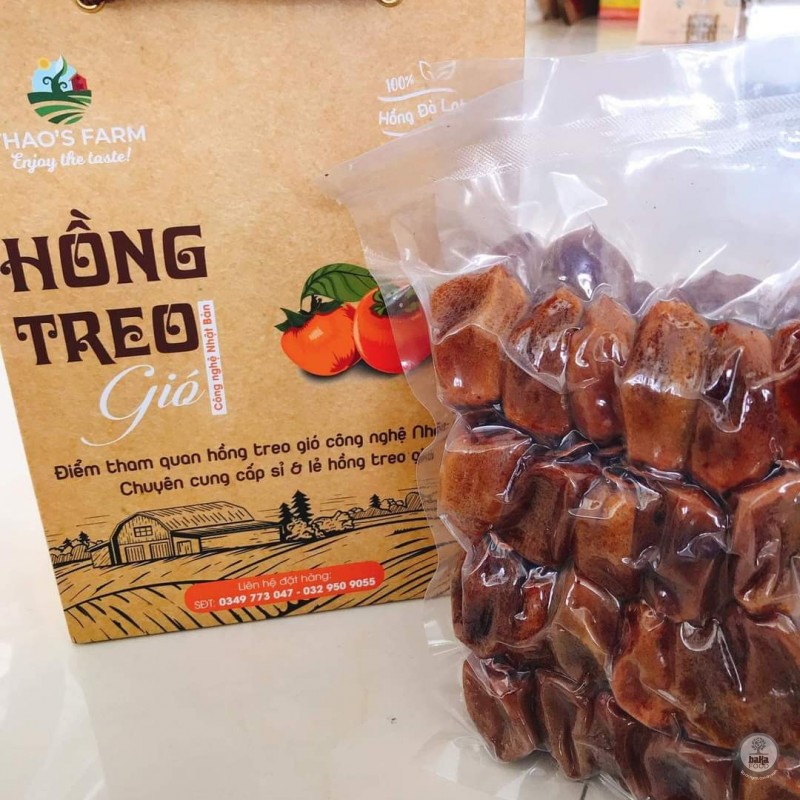 THAO'S FARM
Enjoy the taste!
100%
Hồng Đà Lạt
HỒNG
TREO
Gió
Công nghệ Nhật Bản
Điểm tham quan hồng treo gió công nghệ Nhậ
Chuyên cung cấp sỉ & lẻ hồng treo g
Liên hệ đặt hàng:
SĐT: 0349 773 047 - 032 950 9055
baka
FOOD